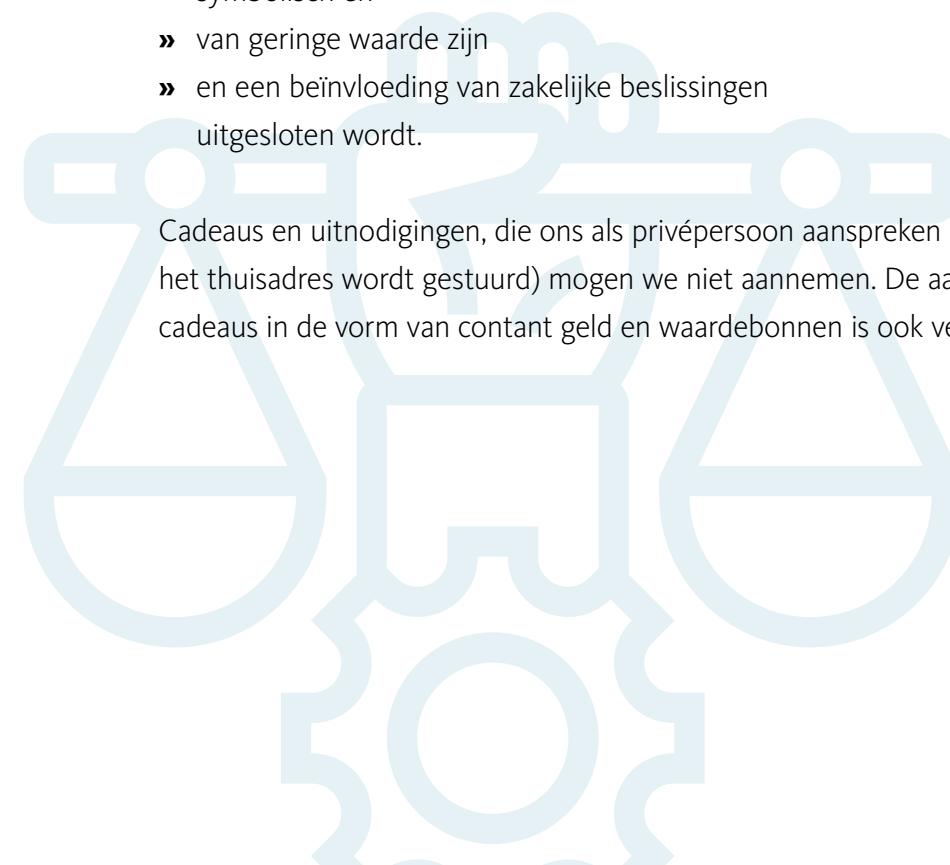 » van geringe waarde zijn
» en een beïnvloeding van zakelijke beslissingen
uitgesloten wordt.
Cadeaus en uitnodigingen, die ons als privépersoon aanspreken
het thuisadres wordt gestuurd) mogen we niet aannemen. De
cadeaus in de vorm van contant geld en waardebonnen is ook